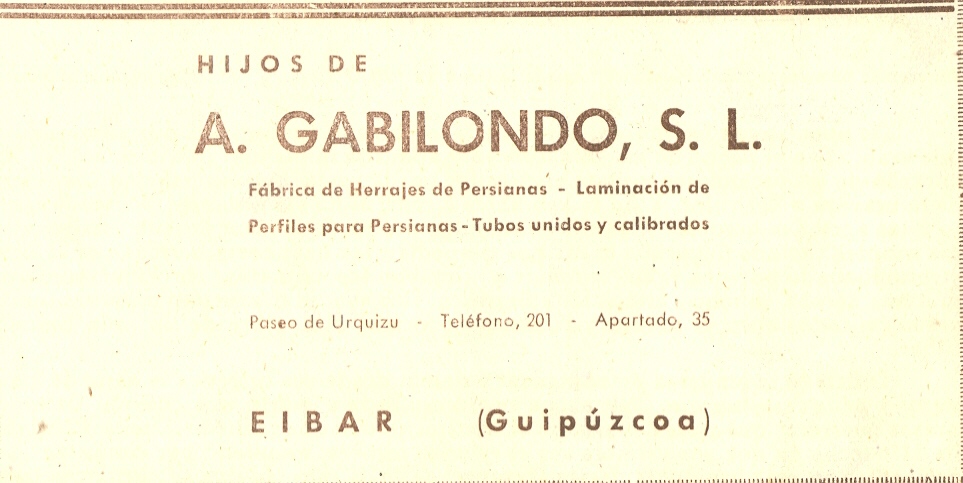 HIJOS DE
A. GABILONDO, S. L.
Fábrica de Herrajes de Persianas - Laminación de
Perfiles para Persianas - Tubos unidos y calibrados
Paseo de Urquizu - Teléfono, 201 - Apartado, 35
EIBAR (Guipúzcoa)